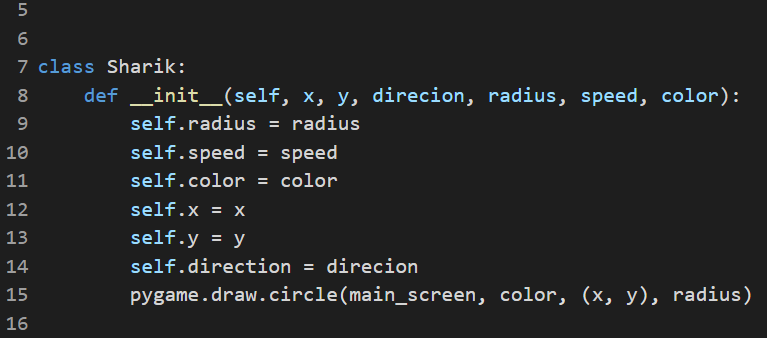 5
6
7 class Sharik:
8     def __init__(self, x, y, direcion, radius, speed, color):
9         self.radius = radius
10         self.speed = speed
11         self.color = color
12         self.x = x
13         self.y = y
14         self.direction = direcion
15         pygame.draw.circle(main_screen, color, (x, y), radius)
16